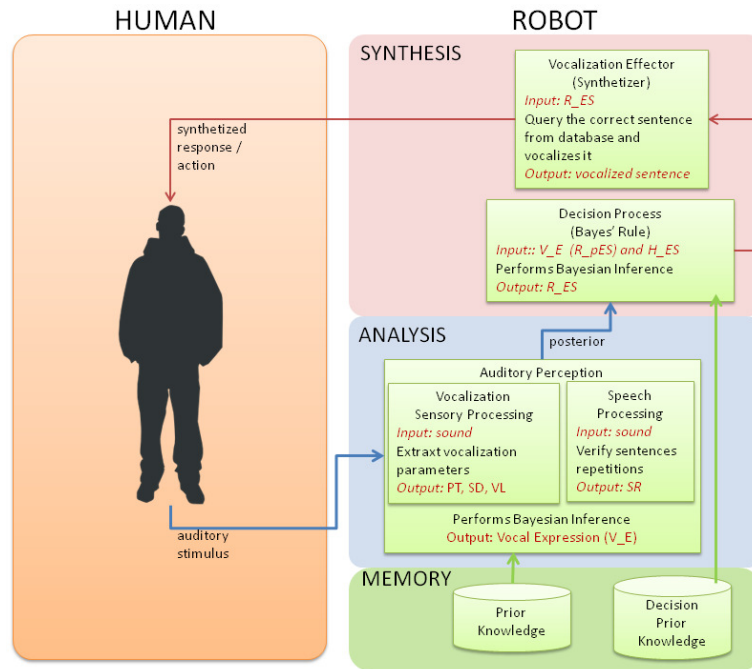 HUMAN
ROBOT
SYNTHESIS
Vocalization Effector
(Synthetizer)
Input: R_ES
Query the correct sentence
from database and
vocalizes it
Output: vocalized sentence
synthetized
response /
action
Decision Process
(Bayes' Rule)
Input:: V_E (R_pES) and H_ES
Performs Bayesian Inference
Output: R_ES
ANALYSIS
posterior
Auditory Perception
Vocalization
Sensory Processing
Input: sound
Extraxt vocalization
parameters
Output: PT, SD, VL
Speech
Processing
Input: sound
Verify sentences
repetitions
Output: SR
Performs Bayesian Inference
Output: Vocal Expression (V_E)
auditory
stimulus
MEMORY
Prior
Knowledge
Decision
Prior
Knowledge